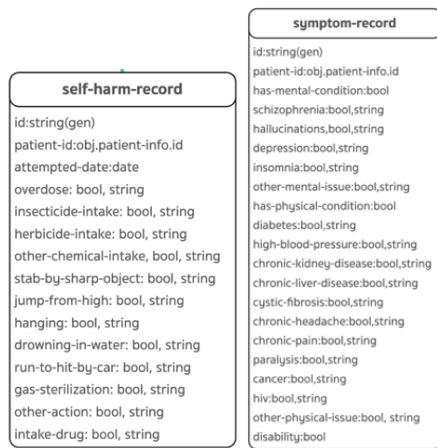 self-harm-record
id:string(gen)
patient-id:obj.patient-info.id
attempted-date:date
overdose: bool, string
insecticide-intake: bool, string
herbicide-intake: bool, string
other-chemical-intake, bool, string
stab-by-sharp-object: bool, string
jump-from-high: bool, string
hanging: bool, string
drowning-in-water: bool, string
run-to-hit-by-car: bool, string
gas-sterilization: bool, string
other-action: bool, string
intake-drug: bool, string
symptom-record
id:string(gen)
patient-id:obj.patient-info.id
has-mental-condition:bool
schizophrenia:bool,string
hallucinations,bool,string
depression:bool,string
insomnia:bool,string
other-mental-issue:bool,string
has-physical-condition:bool
diabetes:bool,string
high-blood-pressure:bool,string
chronic-kidney-disease:bool,string
chronic-liver-disease:bool,string
cystic-fibrosis:bool,string
chronic-headache:bool,string
chronic-pain:bool,string
paralysis:bool,string
cancer:bool,string
hiv:bool,string
other-physical-issue:bool, string
disability:bool